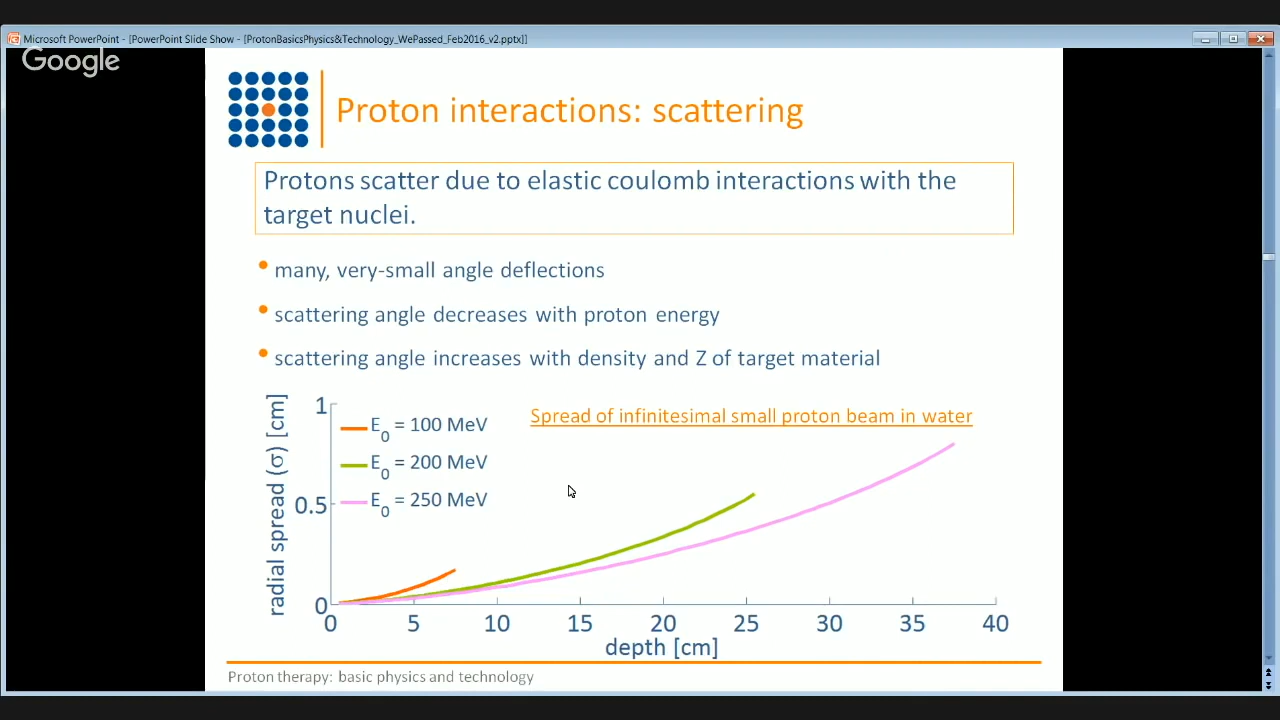 Microsoft PowerPoint - [PowerPoint Slide Show - [ProtonBasicsPhysics&Technology_WePassed_Feb2016_v2.pptx]]
Google
Proton interactions: scattering
Protons scatter due to elastic coulomb interactions with the
target nuclei.
• many, very-small angle deflections
• scattering angle decreases with proton energy
• scattering angle increases with density and Z of target material
Spread of infinitesimal small proton beam in water
E0 = 100 MeV
E0 = 200 MeV
E0 = 250 MeV
radial spread (σ) [cm]
1
0.5
0
0 5 10 15 20 25 30 35 40
depth [cm]
Proton therapy: basic physics and technology